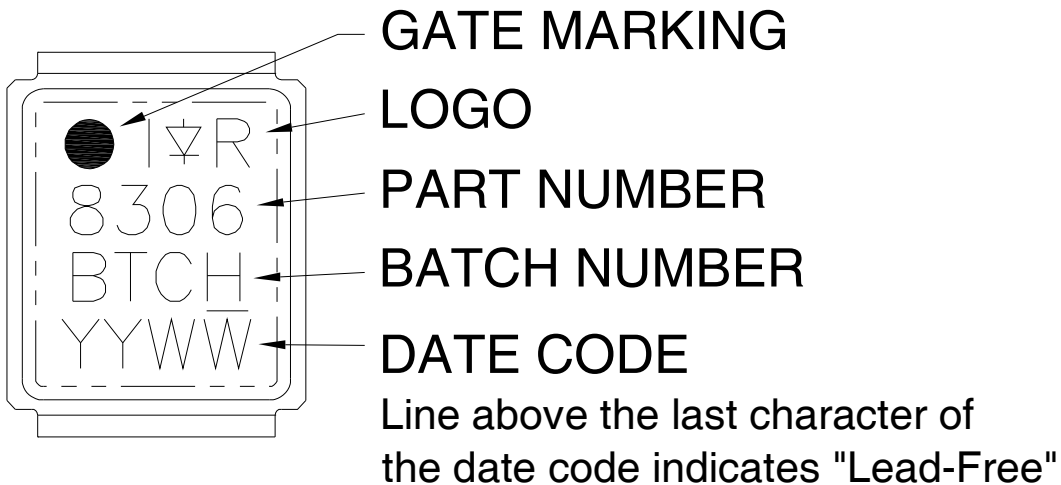 GATE MARKING
I R
LOGO
8306
PART NUMBER
BTCH
BATCH NUMBER
YYWW̅
DATE CODE
Line above the last character of
the date code indicates "Lead-Free"